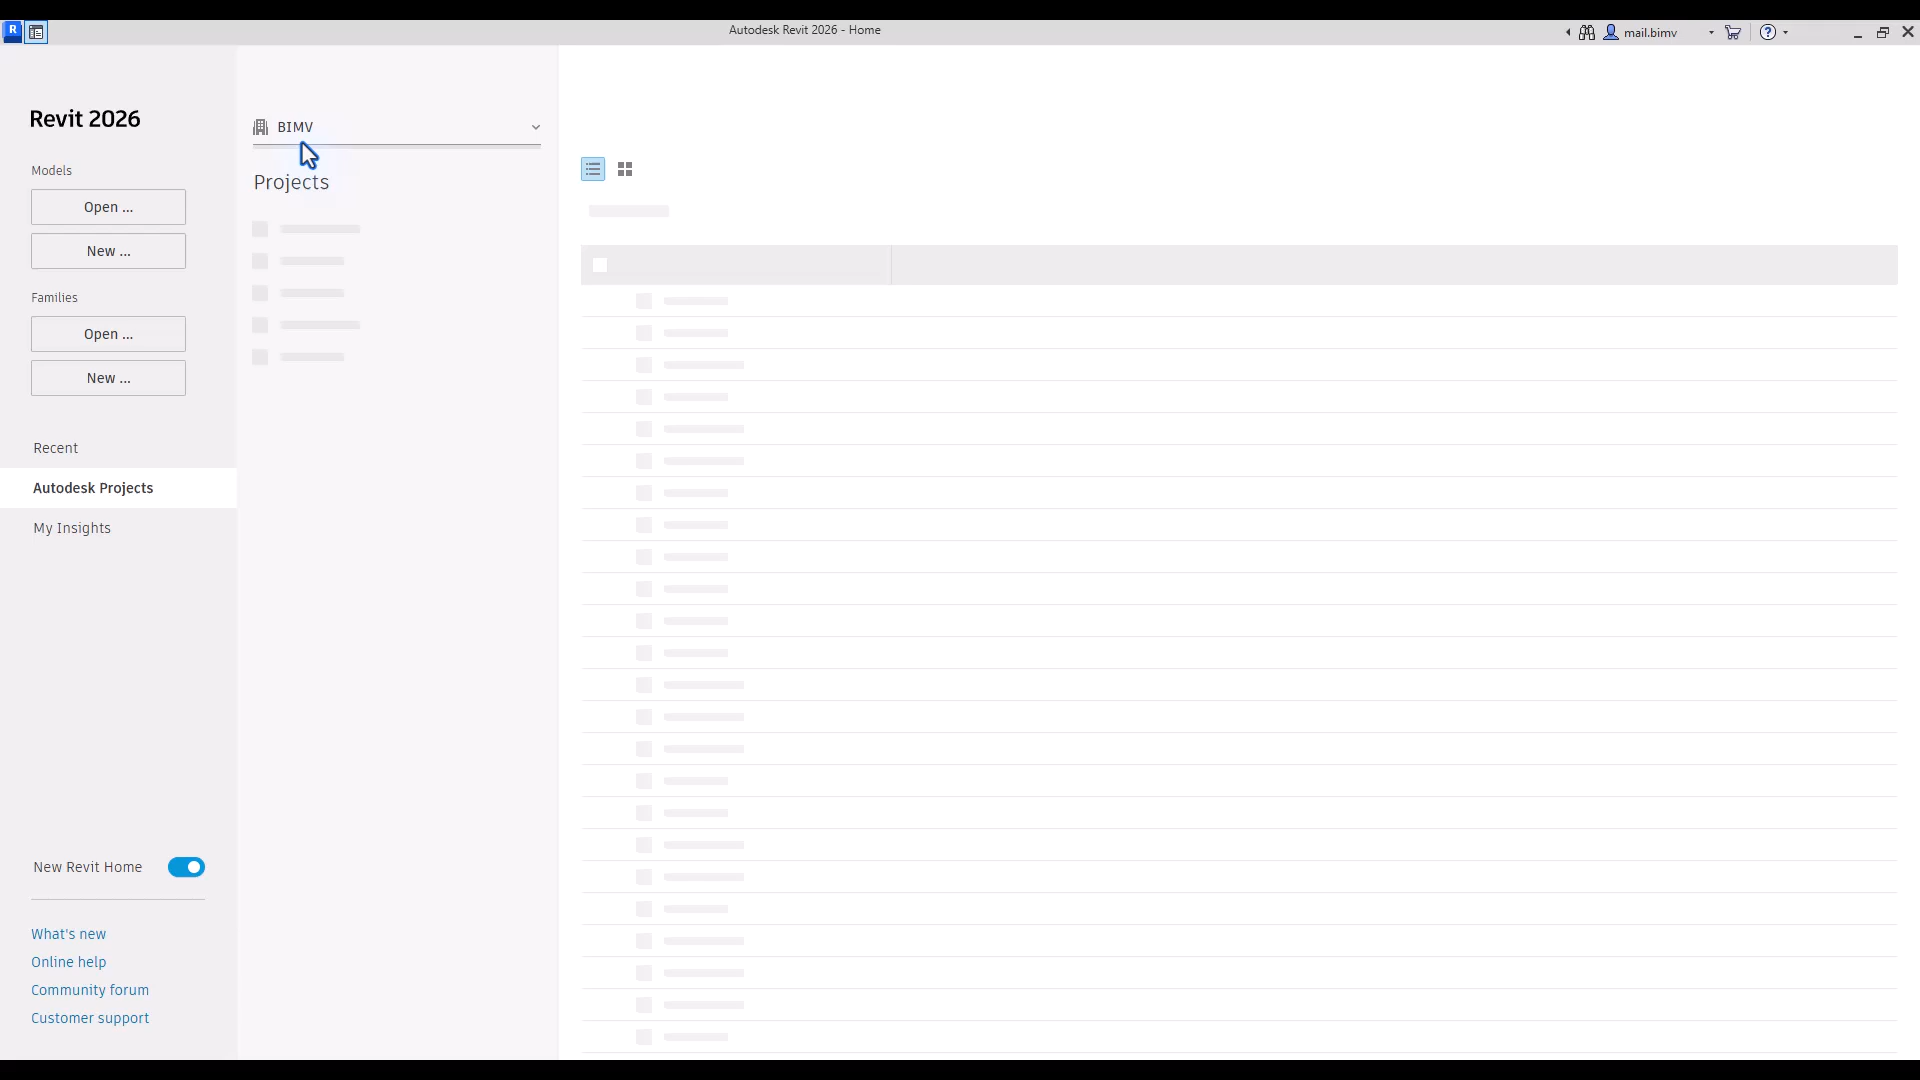 R
Autodesk Revit 2026 - Home
mail.bimv
?
Revit 2026
Models
Open ...
New ...
Families
Open ...
New ...
Recent
Autodesk Projects
My Insights
New Revit Home
What's new
Online help
Community forum
Customer support
BIMV
Projects